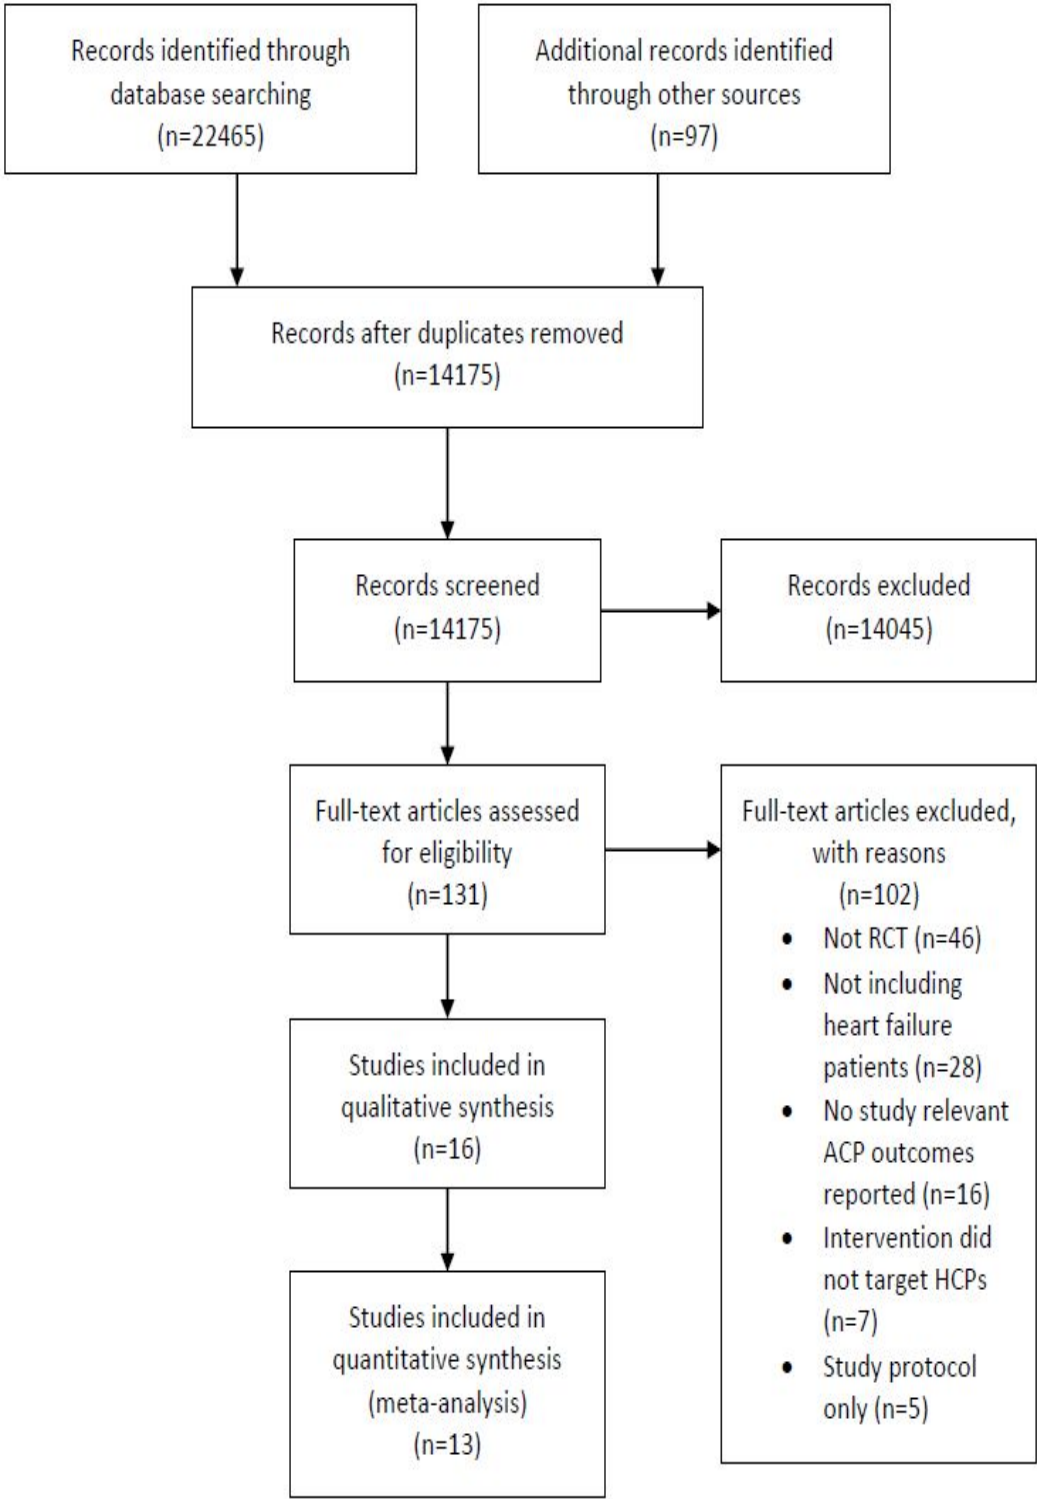 Records identified through
database searching
(n=22465)
Additional records identified
through other sources
(n=97)
Records after duplicates removed
(n=14175)
Records screened
(n=14175)
Records excluded
(n=14045)
Full-text articles assessed
for eligibility
(n=131)
Full-text articles excluded,
with reasons
(n=102)
• Not RCT (n=46)
• Not including
heart failure
patients (n=28)
• No study relevant
ACP outcomes
reported (n=16)
• Intervention did
not target HCPs
(n=7)
• Study protocol
only (n=5)
Studies included in
qualitative synthesis
(n=16)
Studies included in
quantitative synthesis
(meta-analysis)
(n=13)